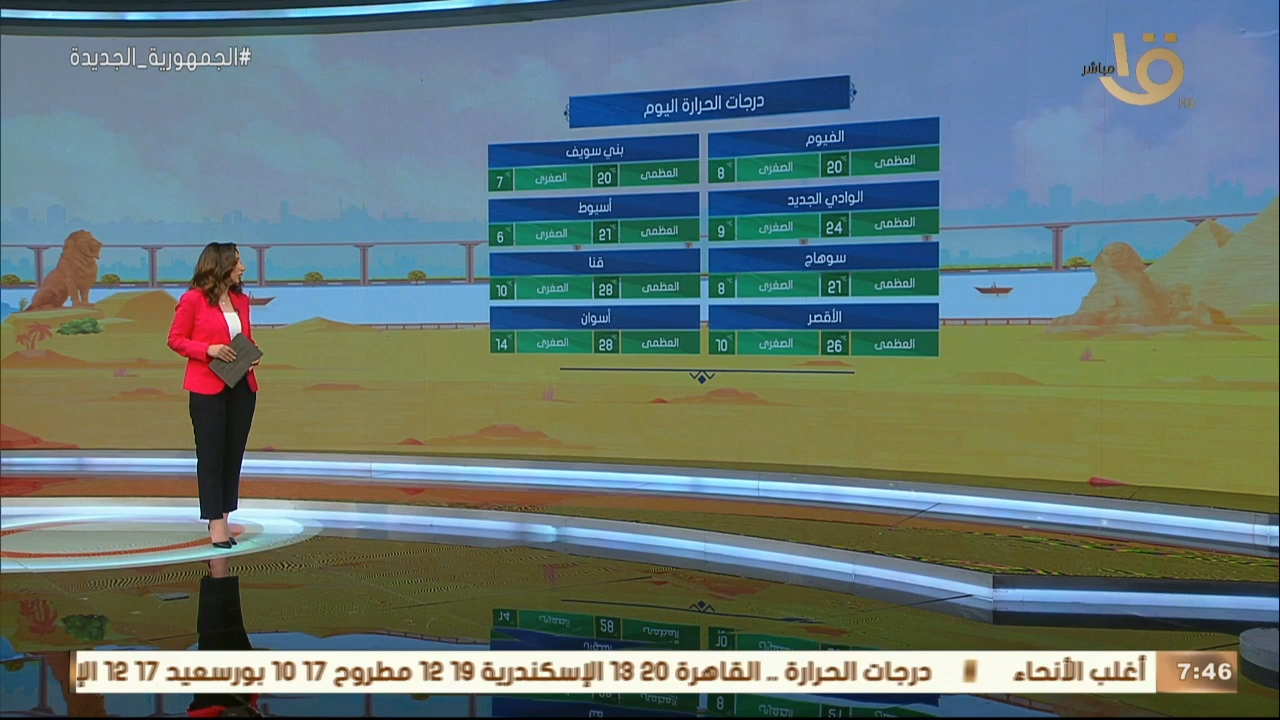 #الجمهورية_الجديدة
مباشر
HD
درجات الحرارة اليوم
الفيوم
العظمى 20°C الصغرى 8°C
بني سويف
العظمى 20°C الصغرى 7°C
الوادي الجديد
العظمى 24°C الصغرى 9°C
أسيوط
العظمى 21°C الصغرى 6°C
سوهاج
العظمى 21°C الصغرى 8°C
قنا
العظمى 28°C الصغرى 10°C
الأقصر
العظمى 26°C الصغرى 10°C
أسوان
العظمى 28°C الصغرى 14°C
7:46
أغلب الأنحاء درجات الحرارة .. القاهرة 20 13 الإسكندرية 19 12 مطروح 17 10 بورسعيد 17 12 الإ